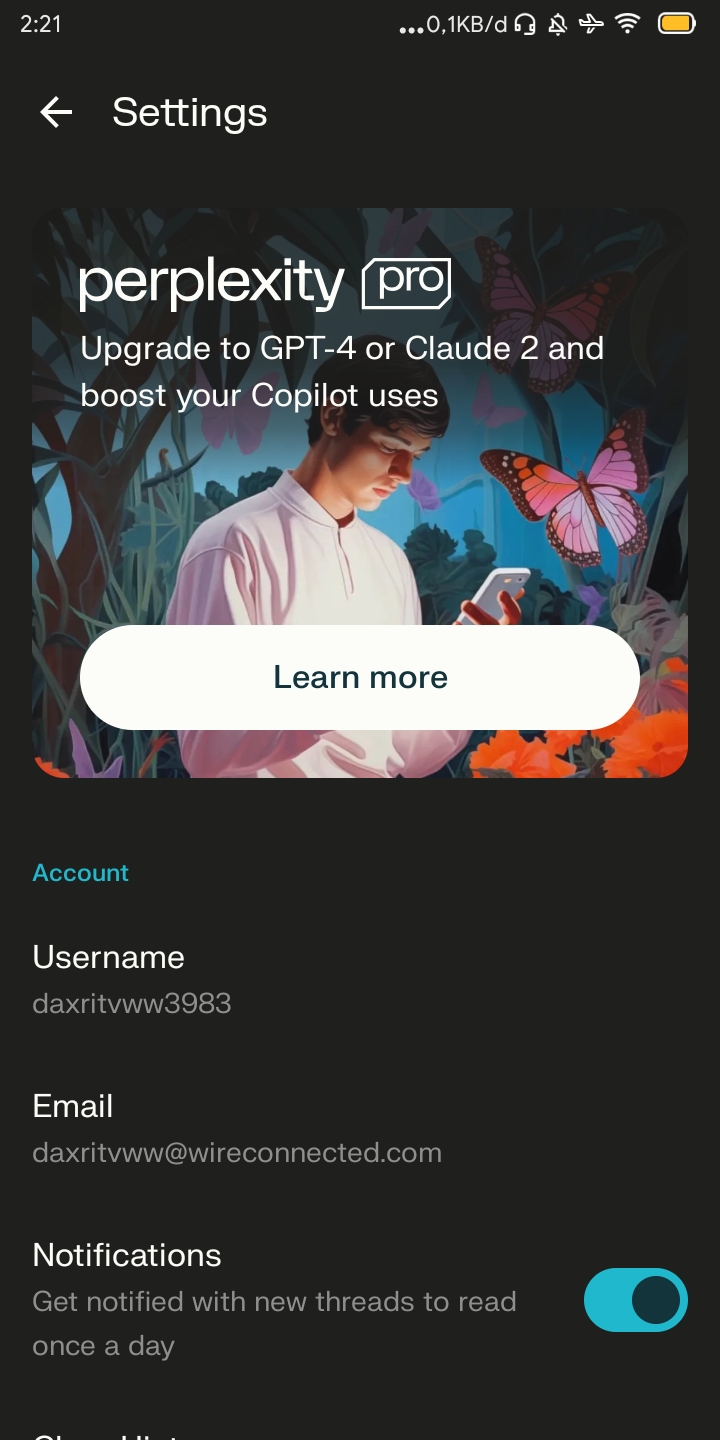 2:21
...0,1KB/d
Settings
perplexity pro
Upgrade to GPT-4 or Claude 2 and
boost your Copilot uses
Learn more
Account
Username
daxritvww3983
Email
daxritvww@wireconnected.com
Notifications
Get notified with new threads to read
once a day